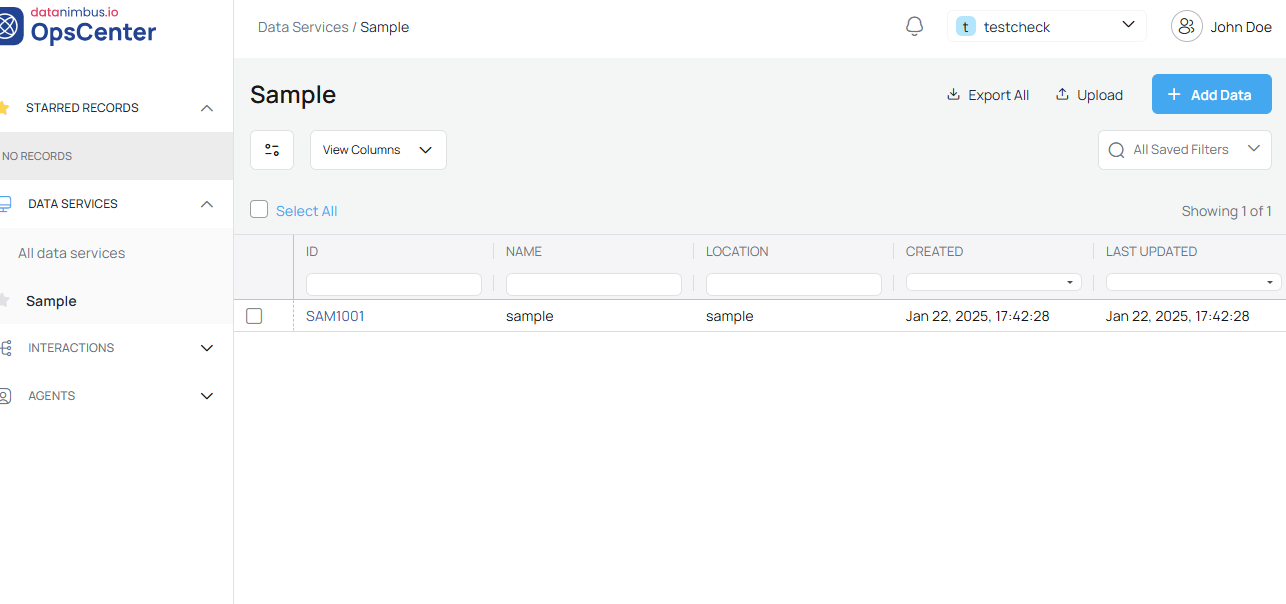 datanimbus.io
OpsCenter
Data Services / Sample
t testcheck
John Doe
STARRED RECORDS
NO RECORDS
DATA SERVICES
All data services
Sample
INTERACTIONS
AGENTS
Sample
Export All
Upload
+ Add Data
View Columns
All Saved Filters
Select All
Showing 1 of 1
ID NAME LOCATION CREATED LAST UPDATED
SAM1001 sample sample Jan 22, 2025, 17:42:28 Jan 22, 2025, 17:42:28